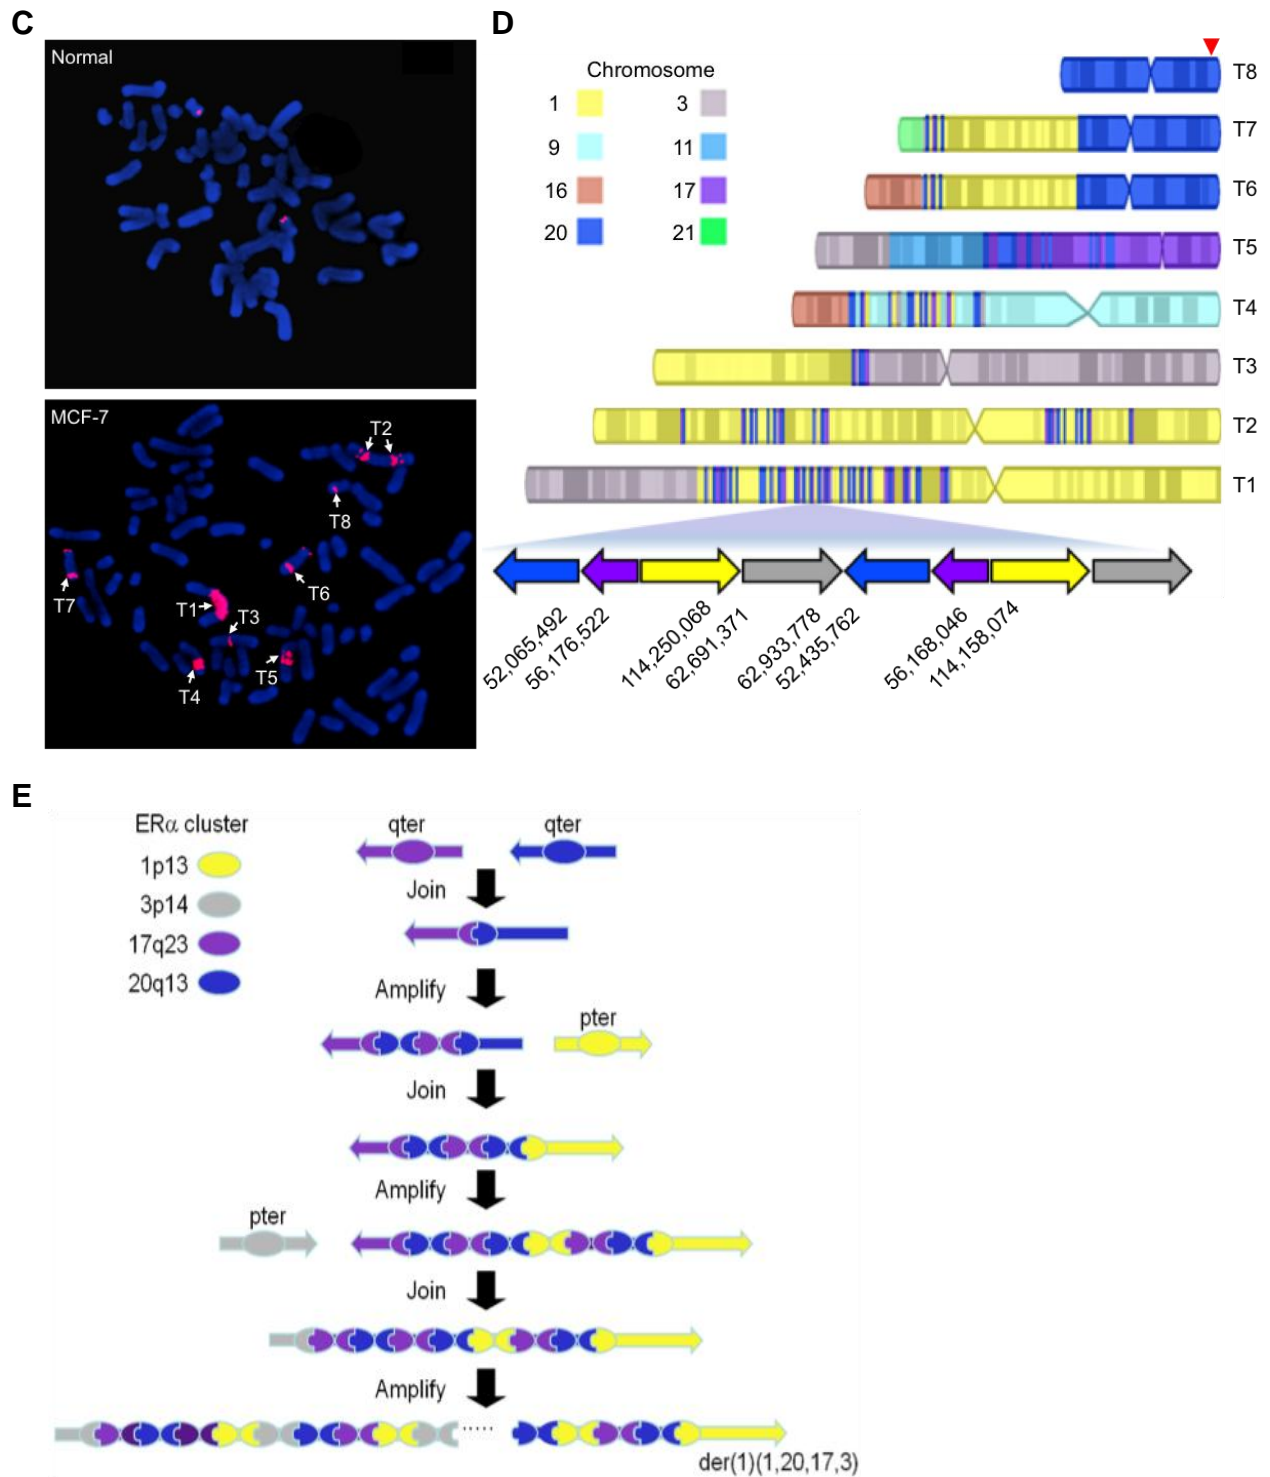 C
Normal
MCF-7
T2
T8
T7
T6
T1
T3
T5
T4
D
Chromosome
1 3
9 11
16 17
20 21
T8
T7
T6
T5
T4
T3
T2
T1
52,065,492
56,176,522
114,250,068
62,691,371
62,933,778
52,435,762
56,168,046
114,158,074
E
ERα cluster
1p13
3p14
17q23
20q13
qter qter
Join
Amplify
pter
Join
Amplify
pter
Join
Amplify
der(1)(1,20,17,3)